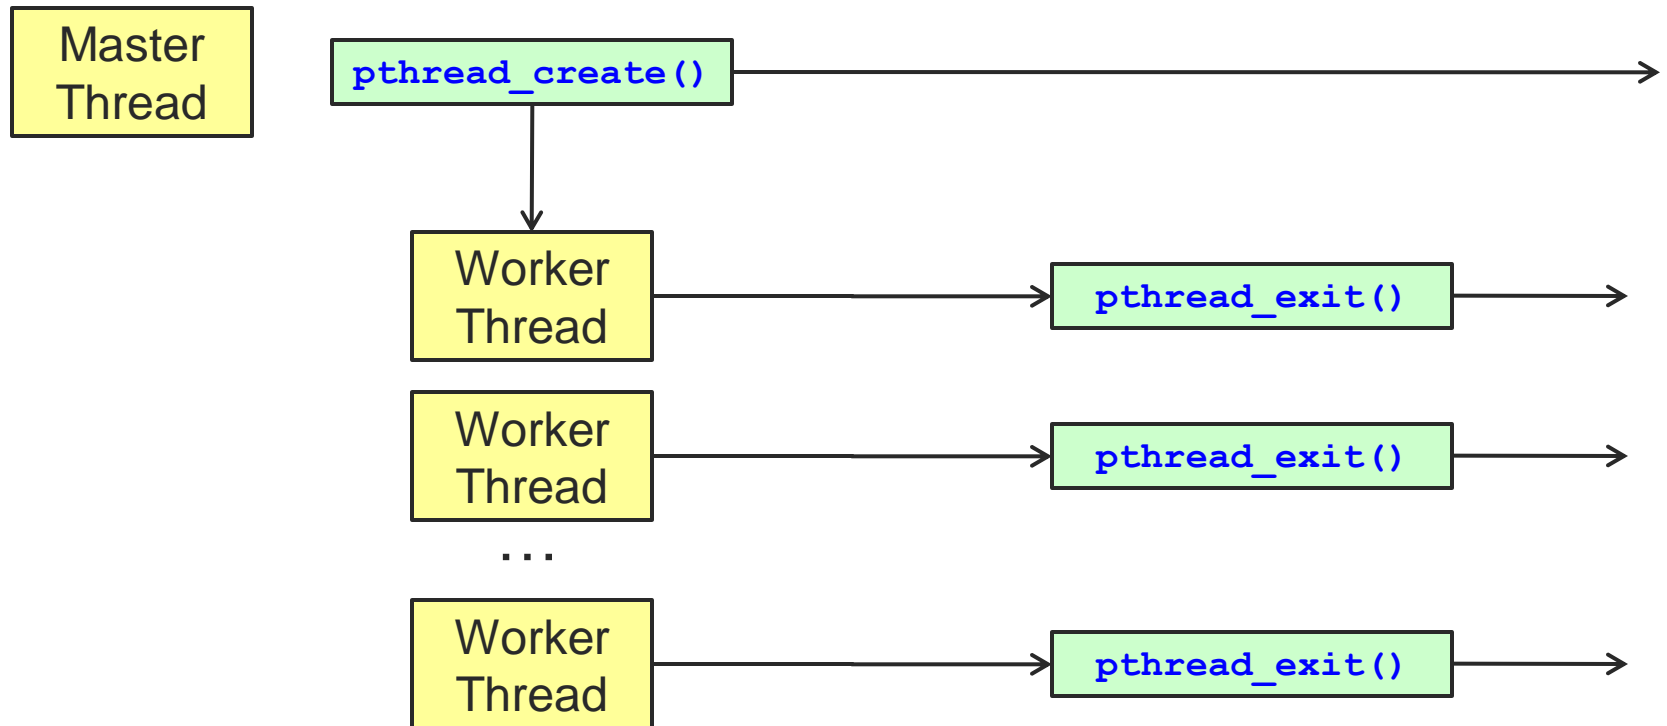 Master
Thread
pthread_create()
Worker
Thread
pthread_exit()
Worker
Thread
pthread_exit()
...
Worker
Thread
pthread_exit()